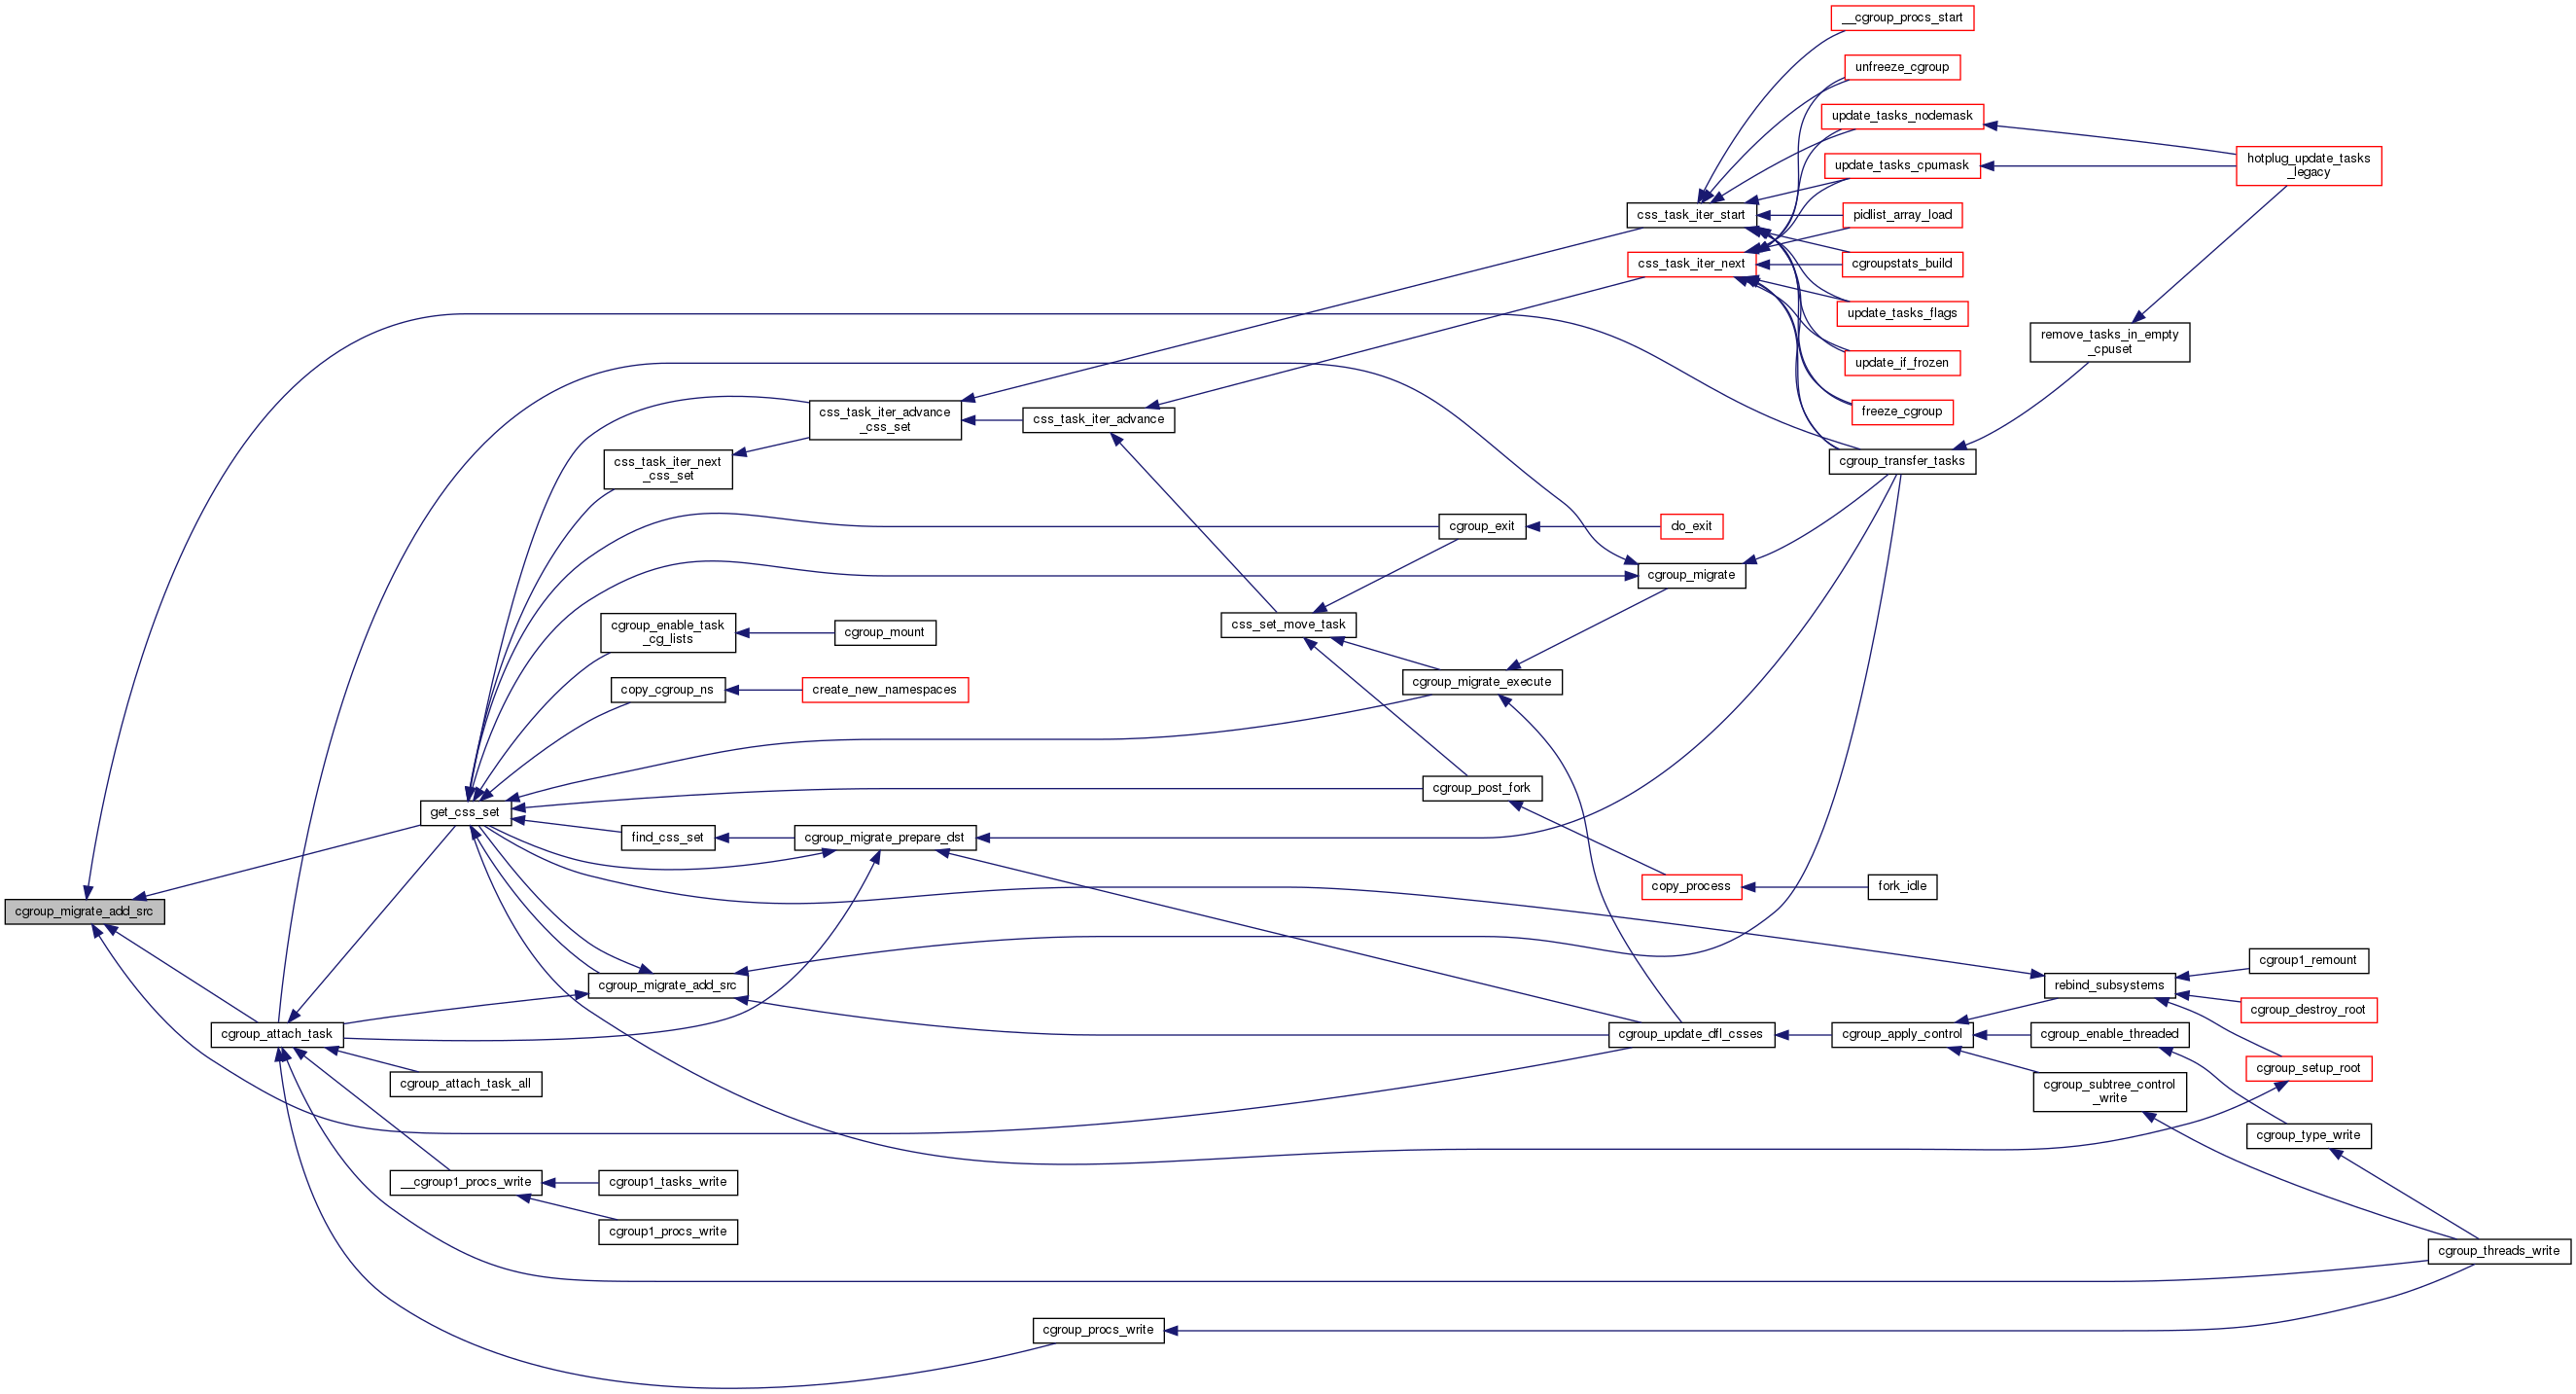 __cgroup_procs_start
unfreeze_cgroup
update_tasks_nodemask
update_tasks_cpumask
hotplug_update_tasks
_legacy
css_task_iter_start
pidlist_array_load
css_task_iter_next
cgroupstats_build
update_tasks_flags
remove_tasks_in_empty
_cpuset
update_if_frozen
css_task_iter_advance
_css_set
css_task_iter_advance
freeze_cgroup
css_task_iter_next
_css_set
cgroup_transfer_tasks
cgroup_exit
do_exit
cgroup_migrate
cgroup_enable_task
_cg_lists
cgroup_mount
css_set_move_task
copy_cgroup_ns
create_new_namespaces
cgroup_migrate_execute
cgroup_post_fork
get_css_set
find_css_set
cgroup_migrate_prepare_dst
copy_process
fork_idle
cgroup_migrate_add_src
cgroup1_remount
cgroup_migrate_add_src
rebind_subsystems
cgroup_destroy_root
cgroup_attach_task
cgroup_update_dfl_csses
cgroup_apply_control
cgroup_enable_threaded
cgroup_setup_root
cgroup_attach_task_all
cgroup_subtree_control
_write
cgroup_type_write
__cgroup1_procs_write
cgroup1_tasks_write
cgroup1_procs_write
cgroup_threads_write
cgroup_procs_write